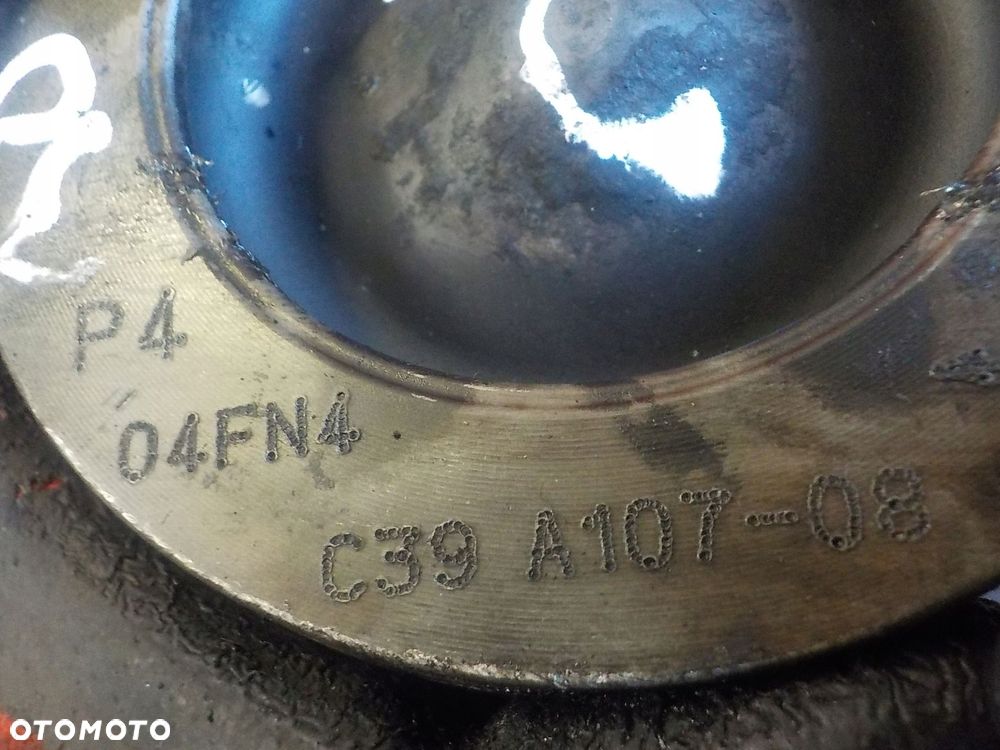 P4
04FN4
C39 A107-08
OTOMOTO